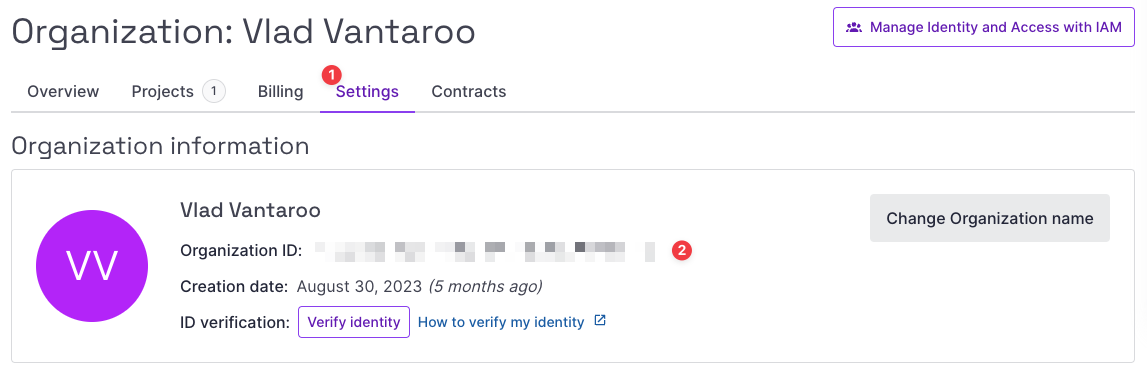 Organization: Vlad Vantaroo
Manage Identity and Access with IAM
1
Overview Projects 1 Billing Settings Contracts
Organization information
VV
Vlad Vantaroo
Change Organization name
Organization ID: 2
Creation date: August 30, 2023 (5 months ago)
ID verification: Verify identity How to verify my identity